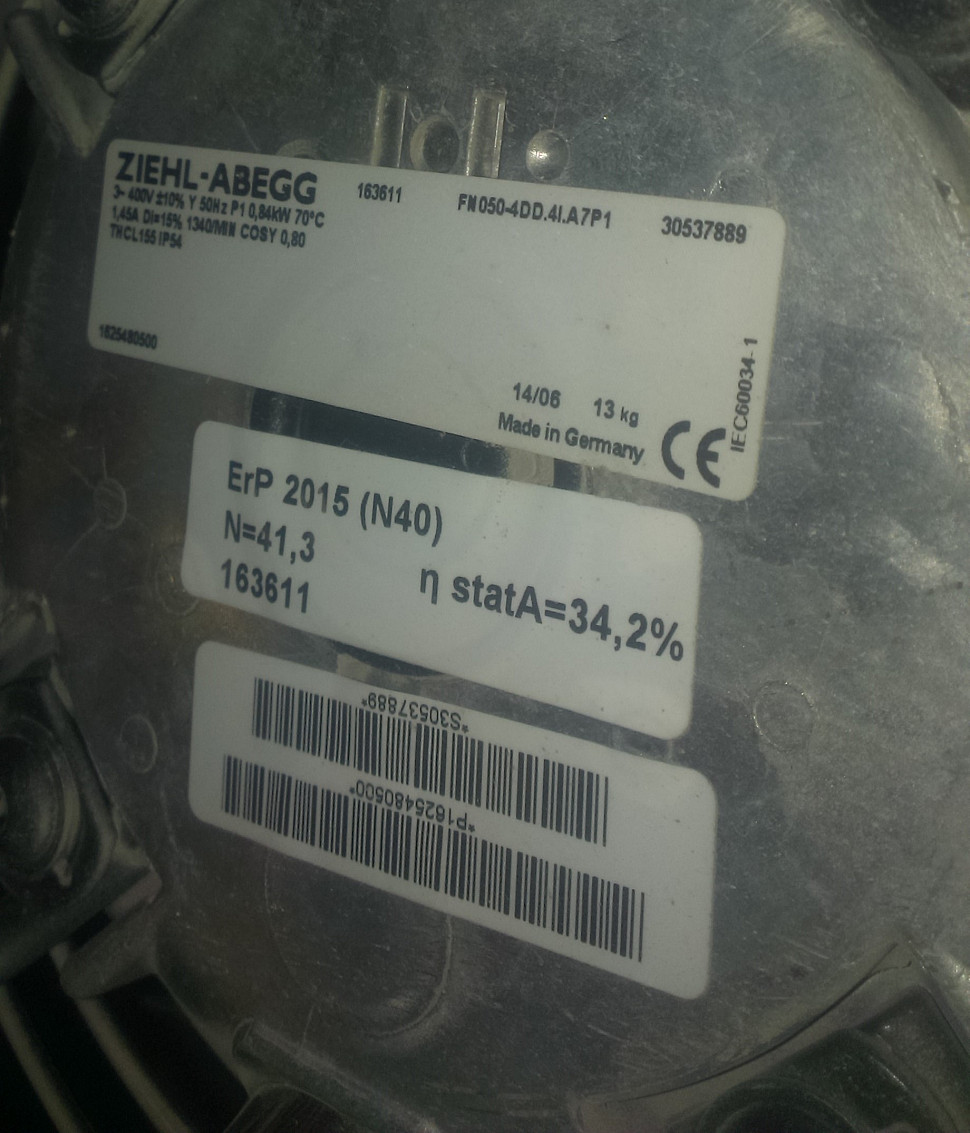 ZIEHL-ABEGG 163611 FN050-4DD.4I.A7P1 30537889
3~ 400V ±10% Y 50Hz P1 0,84kW 70°C
1,45A DI=15% 1340/MIN COSY 0,80
THCL155 IP54
1625480500
14/06 13 kg
Made in Germany
CE
IEC60034-1
ErP 2015 (N40)
N=41,3
163611 η statA=34,2%
*S30537889*
*P1625480500*